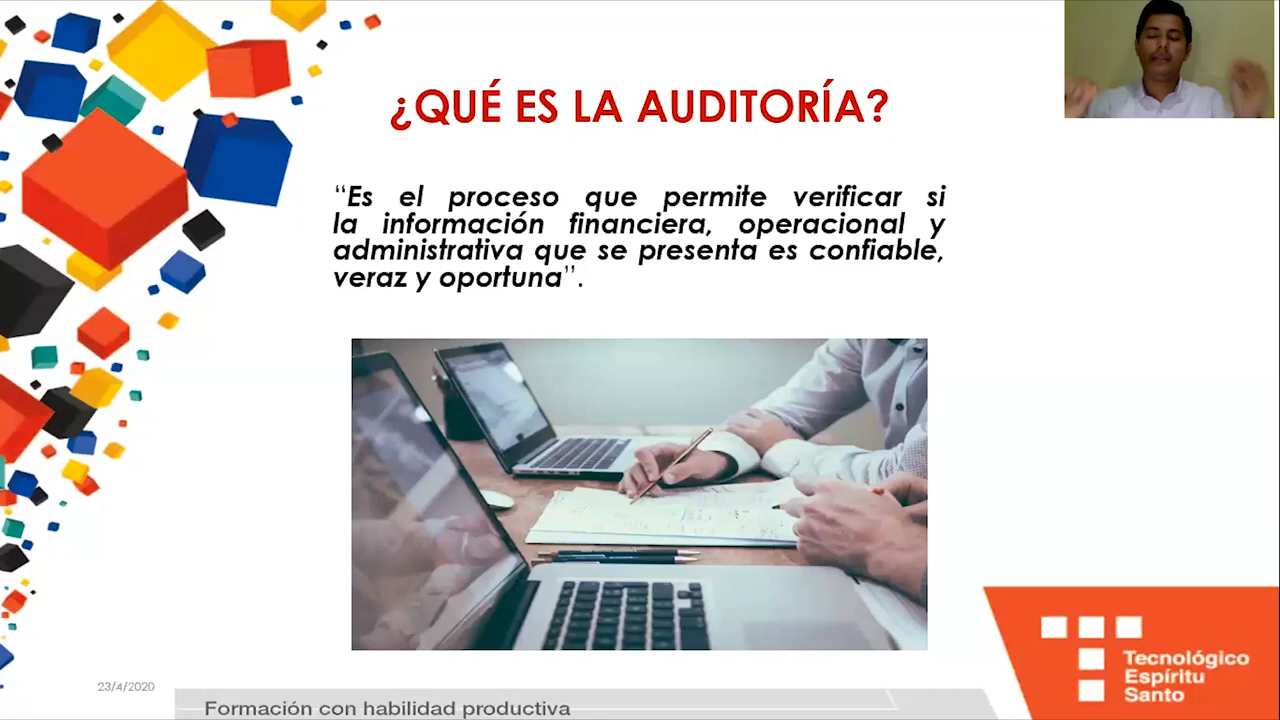 ¿QUÉ ES LA AUDITORÍA?
“Es el proceso que permite verificar si
la información financiera, operacional y
administrativa que se presenta es confiable,
veraz y oportuna”.
23/4/2020
Formación con habilidad productiva
Tecnológico
Espíritu
Santo